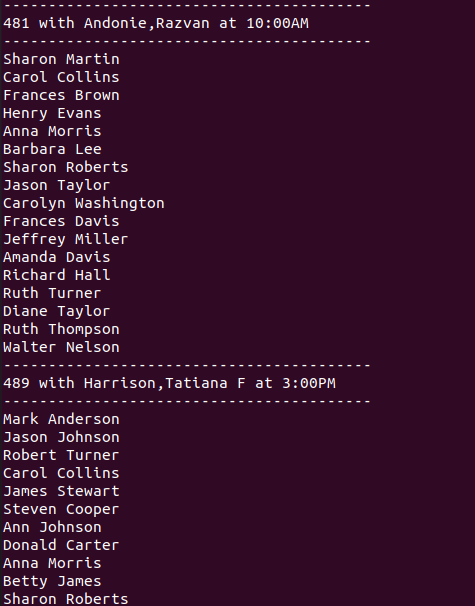 -----------------------------------------
481 with Andonie,Razvan at 10:00AM
-----------------------------------------
Sharon Martin
Carol Collins
Frances Brown
Henry Evans
Anna Morris
Barbara Lee
Sharon Roberts
Jason Taylor
Carolyn Washington
Frances Davis
Jeffrey Miller
Amanda Davis
Richard Hall
Ruth Turner
Diane Taylor
Ruth Thompson
Walter Nelson
-----------------------------------------
489 with Harrison,Tatiana F at 3:00PM
-----------------------------------------
Mark Anderson
Jason Johnson
Robert Turner
Carol Collins
James Stewart
Steven Cooper
Ann Johnson
Donald Carter
Anna Morris
Betty James
Sharon Roberts